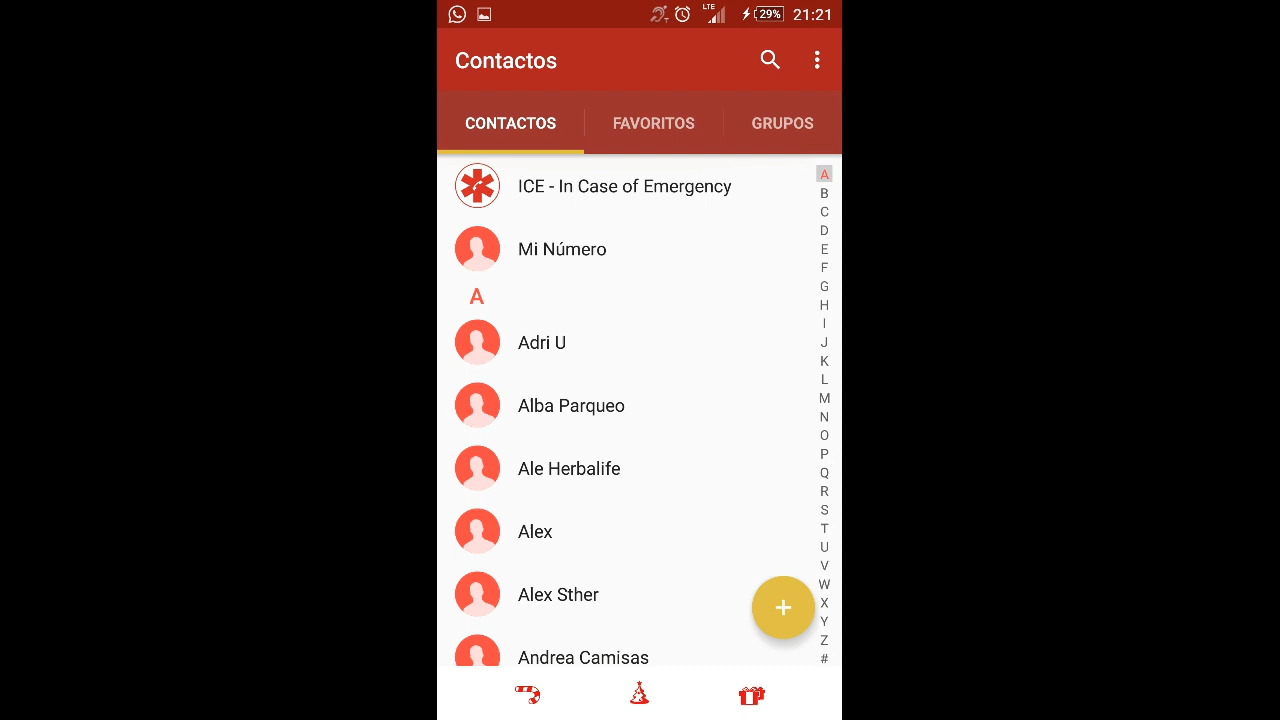 LTE 29% 21:21
Contactos
CONTACTOS FAVORITOS GRUPOS
ICE - In Case of Emergency
Mi Número
A
Adri U
Alba Parqueo
Ale Herbalife
Alex
Alex Sther
Andrea Camisas
A
B
C
D
E
F
G
H
I
J
K
L
M
N
O
P
Q
R
S
T
U
V
W
X
Y
Z
#